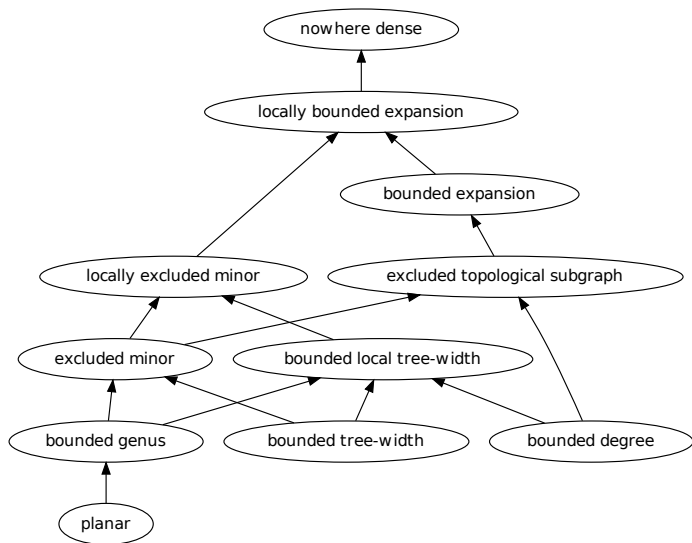 nowhere dense
locally bounded expansion
bounded expansion
locally excluded minor
excluded topological subgraph
excluded minor
bounded local tree-width
bounded genus
bounded tree-width
bounded degree
planar